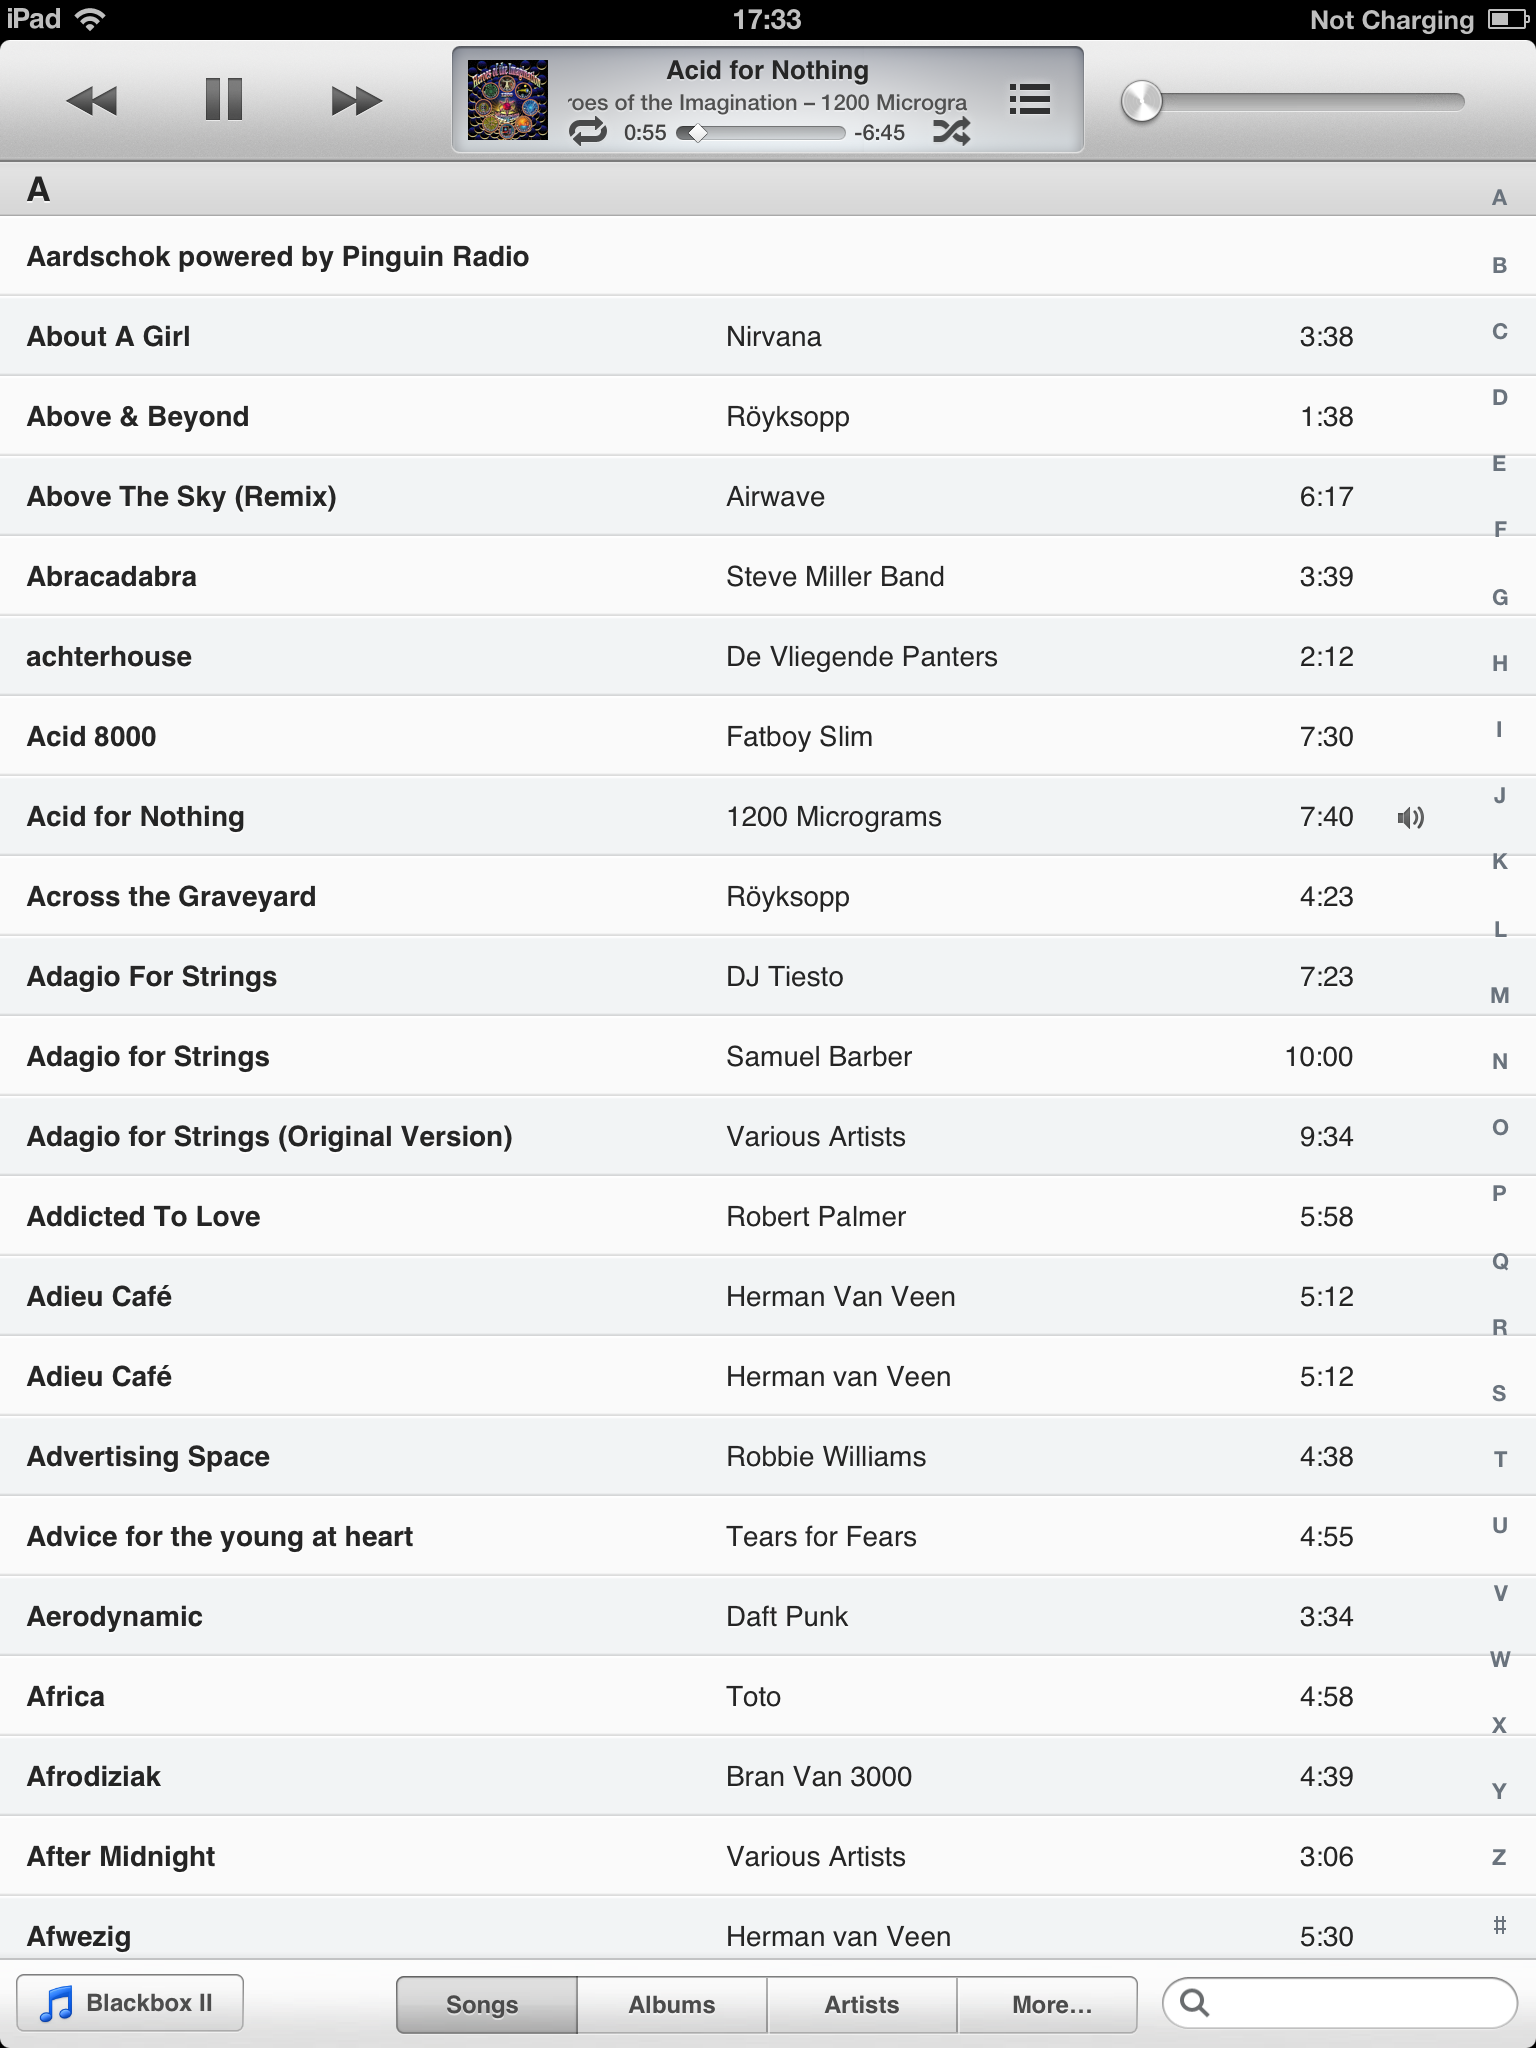 iPad 17:33 Not Charging
Acid for Nothing
roes of the Imagination – 1200 Microgra
0:55 -6:45
A
Aardschok powered by Pinguin Radio
About A Girl Nirvana 3:38
Above & Beyond Röyksopp 1:38
Above The Sky (Remix) Airwave 6:17
Abracadabra Steve Miller Band 3:39
achterhouse De Vliegende Panters 2:12
Acid 8000 Fatboy Slim 7:30
Acid for Nothing 1200 Micrograms 7:40
Across the Graveyard Röyksopp 4:23
Adagio For Strings DJ Tiesto 7:23
Adagio for Strings Samuel Barber 10:00
Adagio for Strings (Original Version) Various Artists 9:34
Addicted To Love Robert Palmer 5:58
Adieu Café Herman Van Veen 5:12
Adieu Café Herman van Veen 5:12
Advertising Space Robbie Williams 4:38
Advice for the young at heart Tears for Fears 4:55
Aerodynamic Daft Punk 3:34
Africa Toto 4:58
Afrodiziak Bran Van 3000 4:39
After Midnight Various Artists 3:06
Afwezig Herman van Veen 5:30
A
B
C
D
E
F
G
H
I
J
K
L
M
N
O
P
Q
R
S
T
U
V
W
X
Y
Z
#
Blackbox II Songs Albums Artists More...